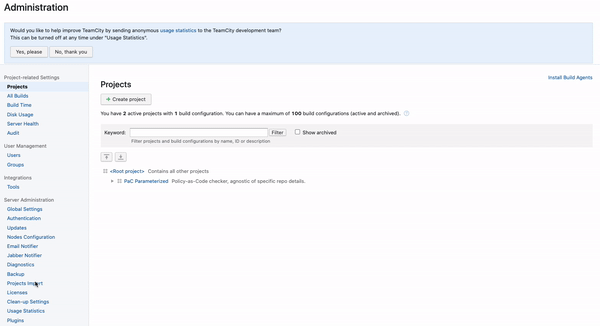 Administration
Would you like to help improve TeamCity by sending anonymous usage statistics to the TeamCity development team?
This can be turned off at any time under "Usage Statistics".
Yes, please
No, thank you
Project-related Settings
Projects
All Builds
Build Time
Disk Usage
Server Health
Audit
User Management
Users
Groups
Integrations
Tools
Server Administration
Global Settings
Authentication
Updates
Nodes Configuration
Email Notifier
Jabber Notifier
Diagnostics
Backup
Projects Import
Licenses
Clean-up Settings
Usage Statistics
Plugins
Install Build Agents
Projects
+ Create project
You have 2 active projects with 1 build configuration. You can have a maximum of 100 build configurations (active and archived).
Keyword: Filter Show archived
Filter projects and build configurations by name, ID or description
<Root project> Contains all other projects
PaC Parameterized Policy-as-Code checker, agnostic of specific repo details.